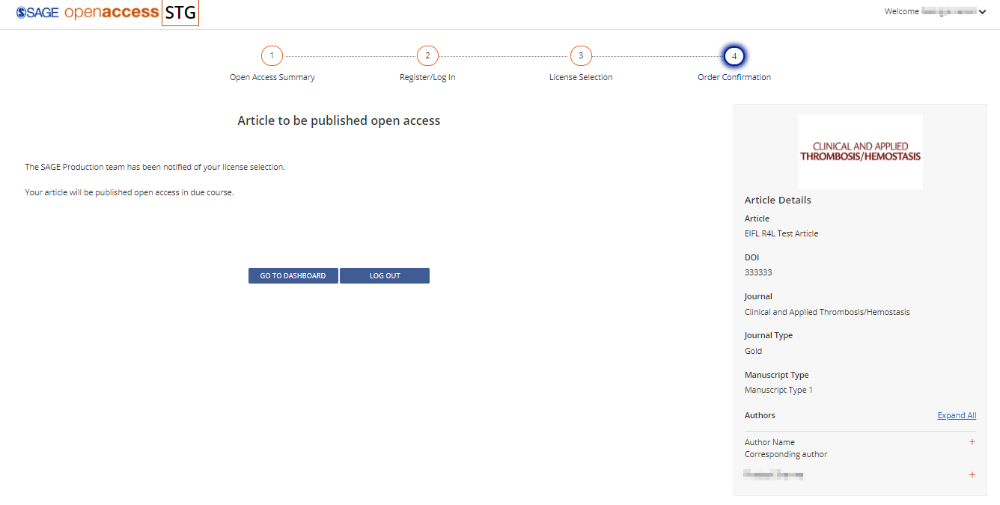 SAGE openaccess STG
Welcome
1
2
3
4
Open Access Summary
Register/Log In
License Selection
Order Confirmation
Article to be published open access
The SAGE Production team has been notified of your license selection.
Your article will be published open access in due course.
GO TO DASHBOARD
LOG OUT
CLINICAL AND APPLIED
THROMBOSIS/HEMOSTASIS
Article Details
Article
EIFL R4L Test Article
DOI
333333
Journal
Clinical and Applied Thrombosis/Hemostasis
Journal Type
Gold
Manuscript Type
Manuscript Type 1
Authors
Expand All
Author Name
+
Corresponding author
+